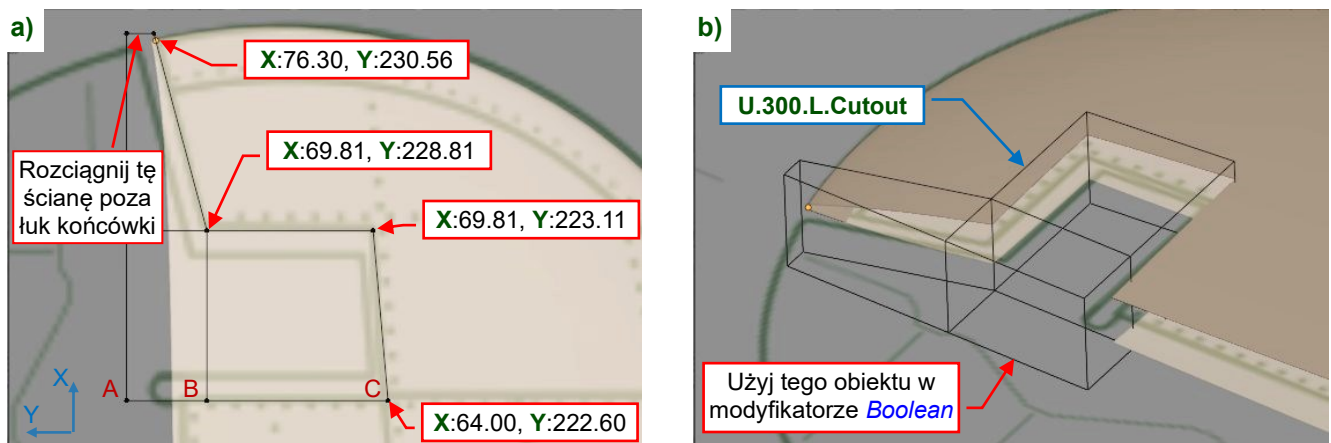 a)
X:76.30, Y:230.56
Rozciągnij tę
ścianę poza
łuk końcówki
X:69.81, Y:228.81
X:69.81, Y:223.11
A
B
C
X
Y
X:64.00, Y:222.60
b)
U.300.L.Cutout
Użyj tego obiektu w
modyfikatorze Boolean